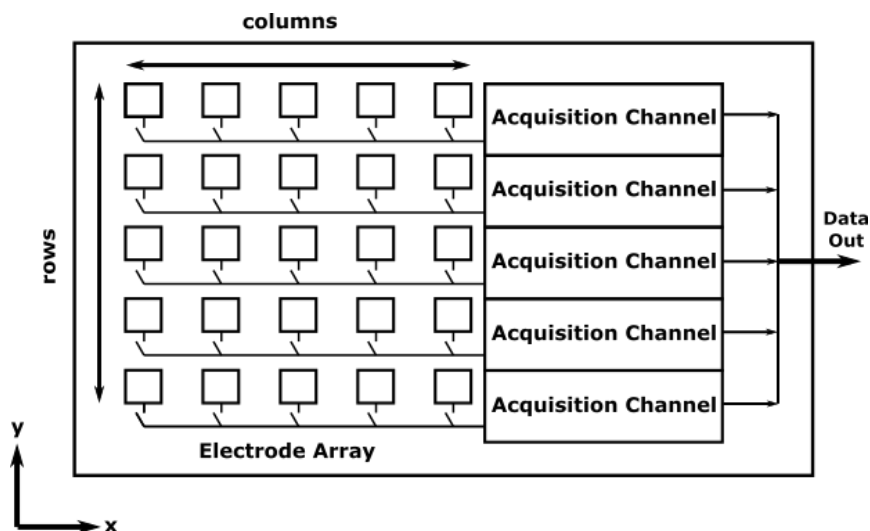 columns
Acquisition Channel
Acquisition Channel
Acquisition Channel
Acquisition Channel
Acquisition Channel
rows
Data
Out
Electrode Array
y
x